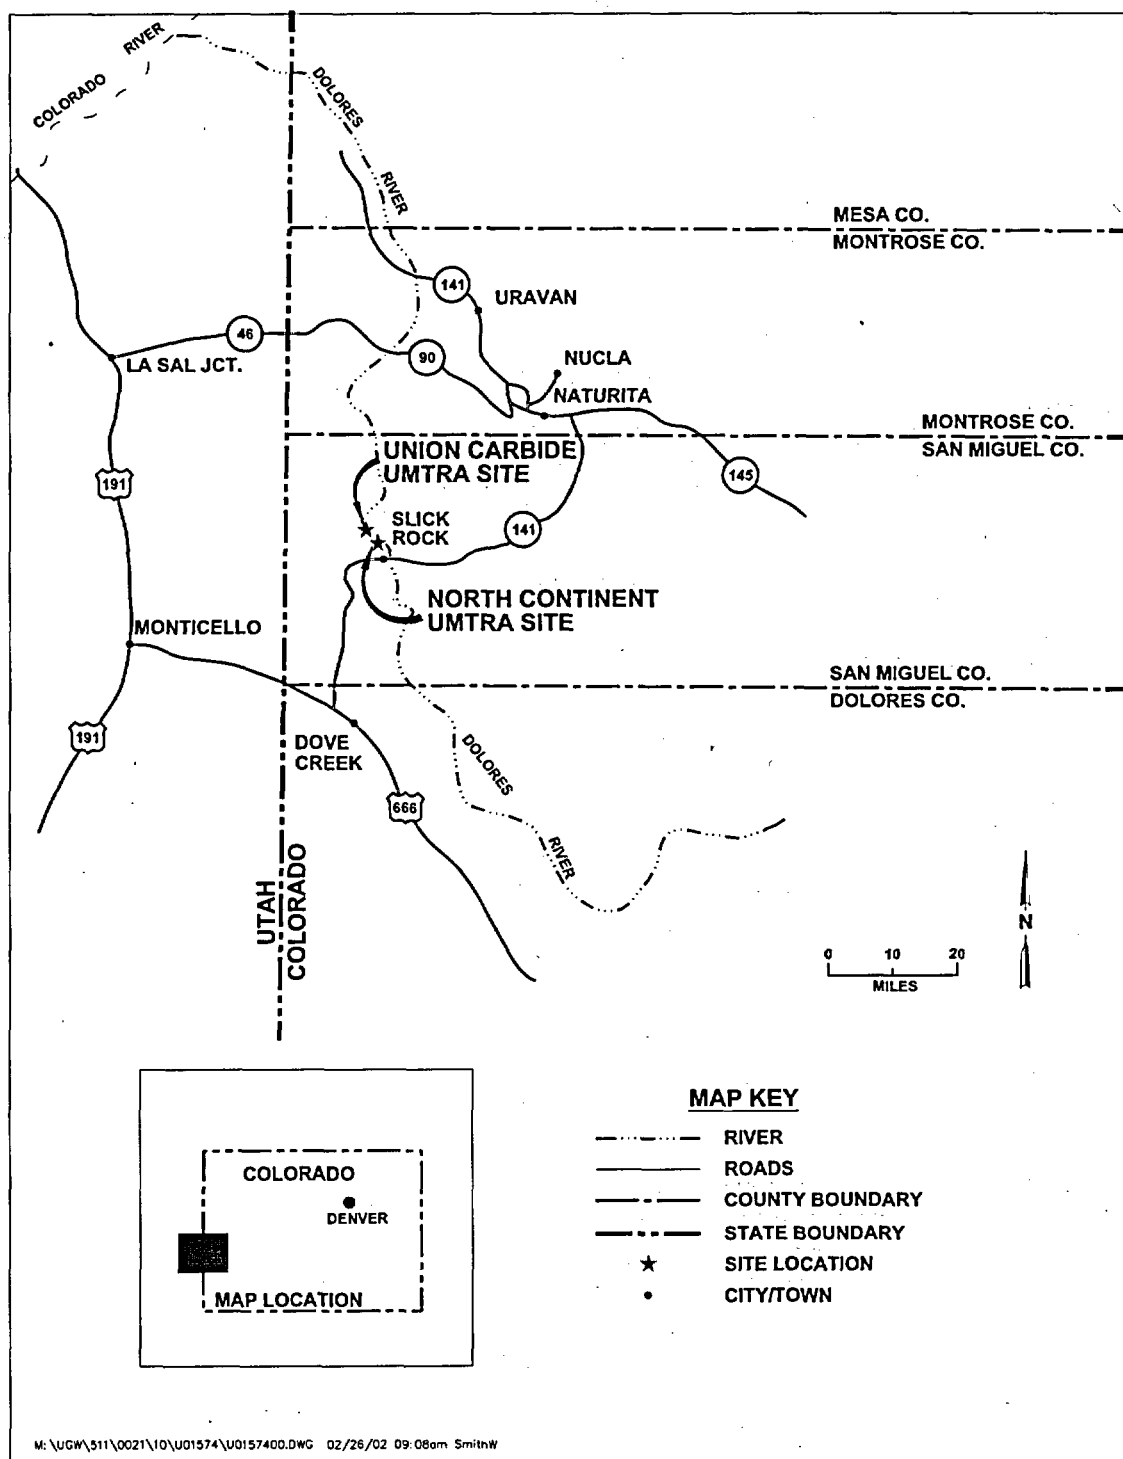 COLORADO RIVER
DOLORES RIVER
MESA CO.
MONTROSE CO.
141
URAVAN
46
LA SAL JCT.
90
NUCLA
NATURITA
MONTROSE CO.
SAN MIGUEL CO.
UNION CARBIDE
UMTRA SITE
191
145
SLICK
ROCK
141
NORTH CONTINENT
UMTRA SITE
MONTICELLO
SAN MIGUEL CO.
DOLORES CO.
191
DOVE
CREEK
DOLORES RIVER
666
UTAH
COLORADO
N
0 10 20
MILES
COLORADO
DENVER
MAP LOCATION
MAP KEY
RIVER
ROADS
COUNTY BOUNDARY
STATE BOUNDARY
SITE LOCATION
CITY/TOWN
M:\UGW\511\0021\10\U01574\U0157400.DWG 02/26/02 09:08am SmithW